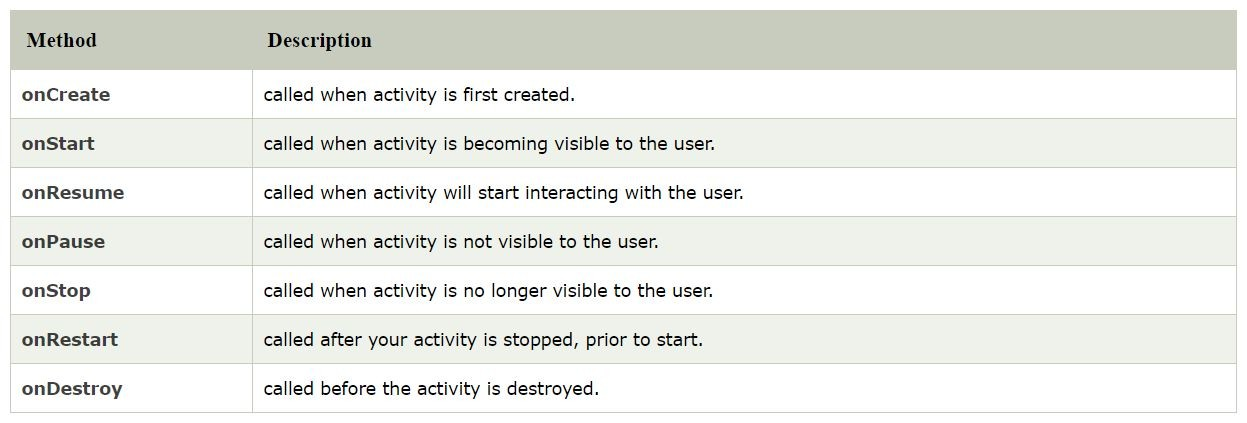 Method Description
onCreate called when activity is first created.
onStart called when activity is becoming visible to the user.
onResume called when activity will start interacting with the user.
onPause called when activity is not visible to the user.
onStop called when activity is no longer visible to the user.
onRestart called after your activity is stopped, prior to start.
onDestroy called before the activity is destroyed.